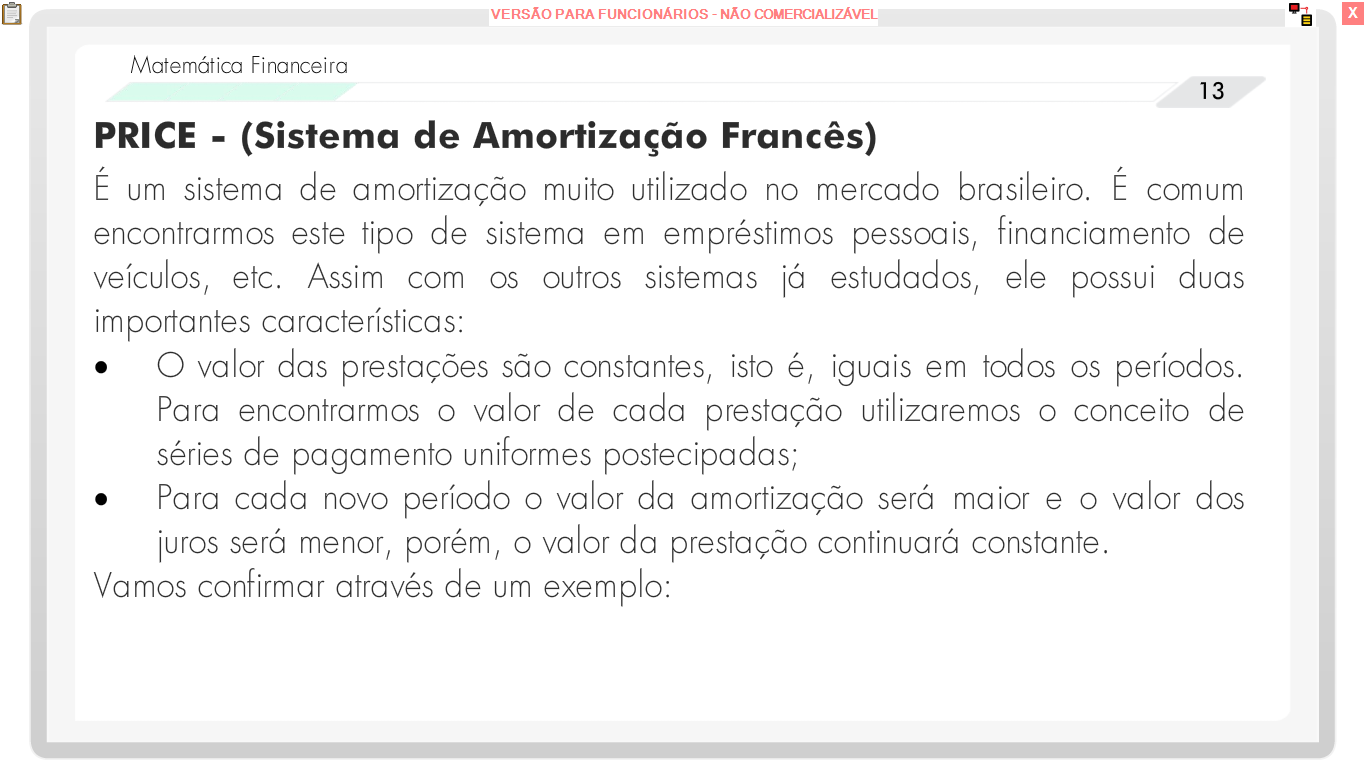 VERSÃO PARA FUNCIONÁRIOS - NÃO COMERCIALIZÁVEL
X
Matemática Financeira
13
PRICE - (Sistema de Amortização Francês)
É um sistema de amortização muito utilizado no mercado brasileiro. É comum
encontrarmos este tipo de sistema em empréstimos pessoais, financiamento de
veículos, etc. Assim com os outros sistemas já estudados, ele possui duas
importantes características:
• O valor das prestações são constantes, isto é, iguais em todos os períodos.
Para encontrarmos o valor de cada prestação utilizaremos o conceito de
séries de pagamento uniformes postecipadas;
• Para cada novo período o valor da amortização será maior e o valor dos
juros será menor, porém, o valor da prestação continuará constante.
Vamos confirmar através de um exemplo: